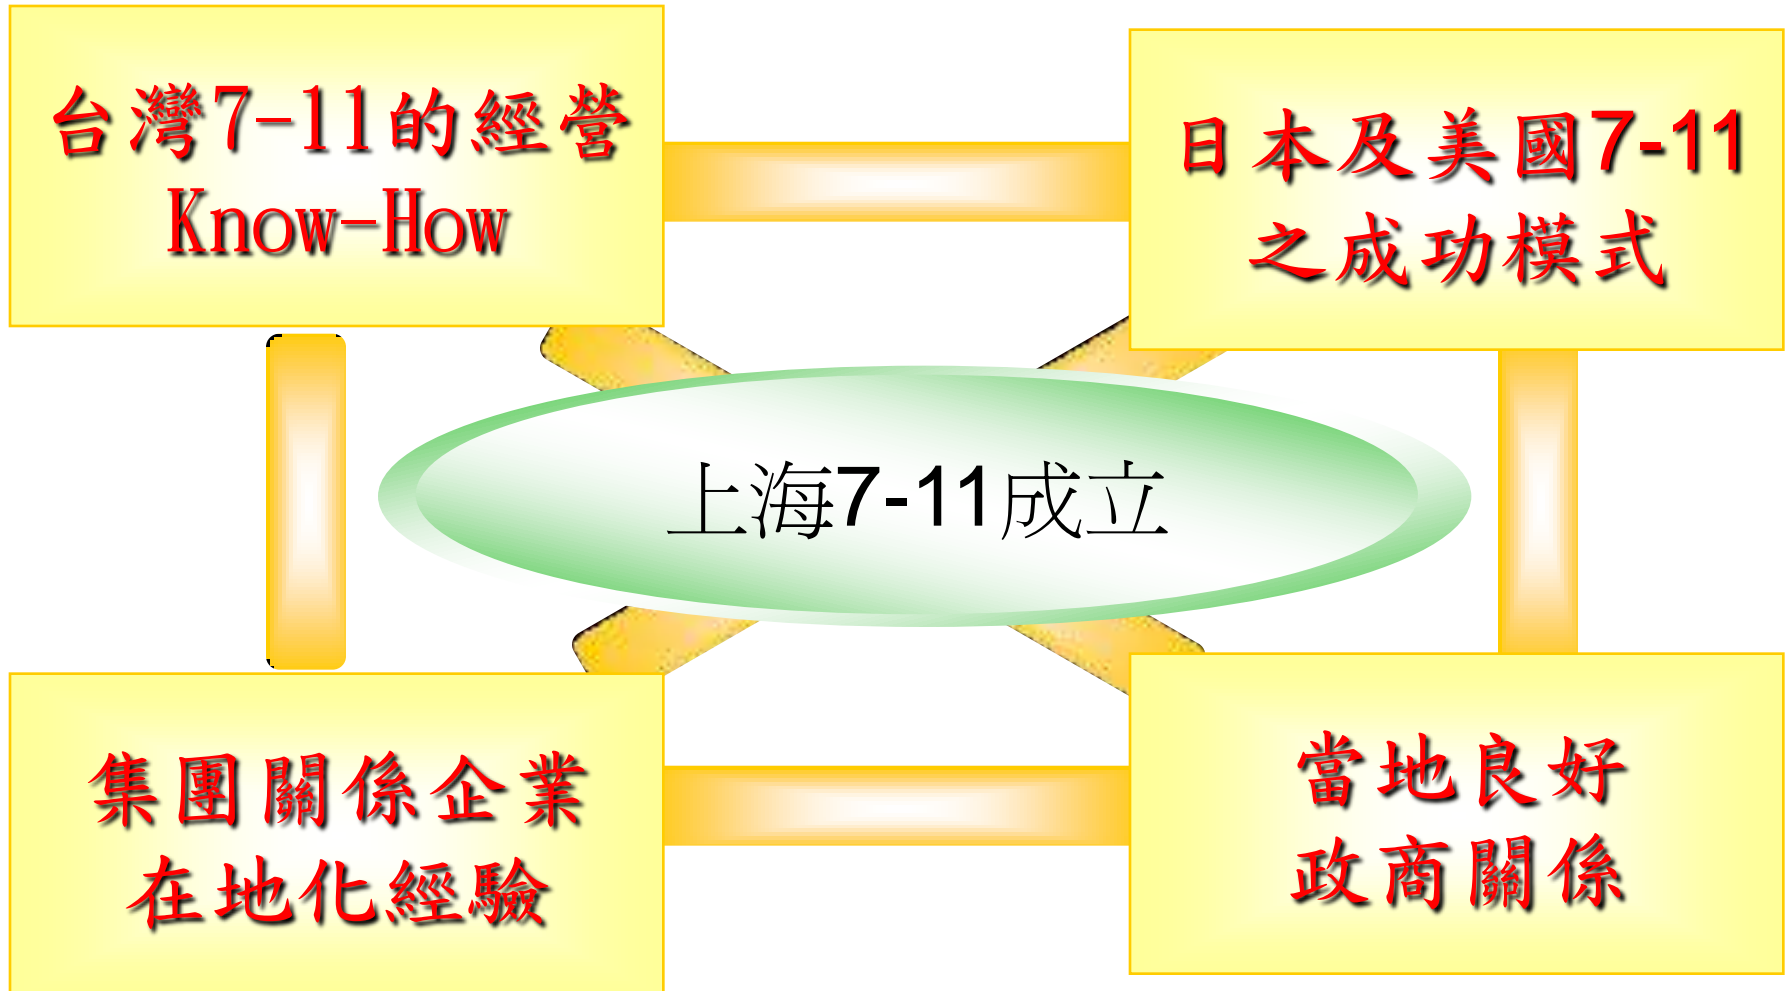 台灣7-11的經營
Know-How
日本及美國7-11
之成功模式
上海7-11成立
集團關係企業
在地化經驗
當地良好
政商關係